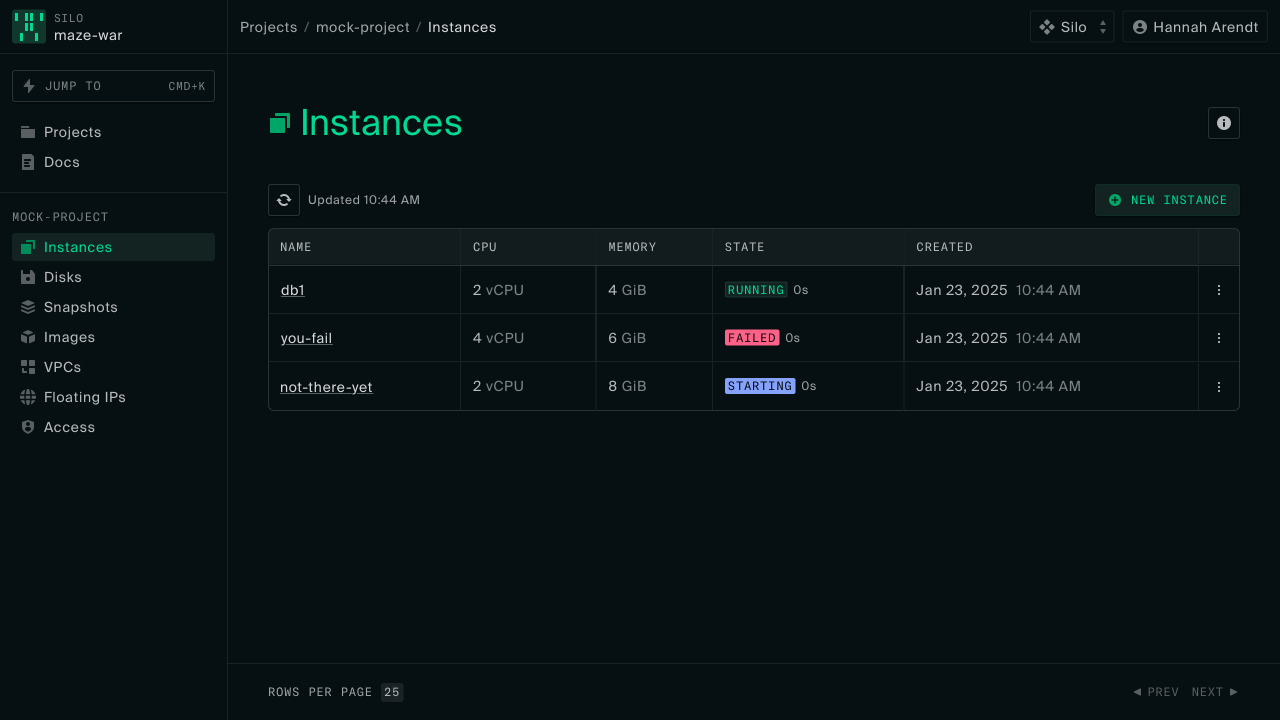 SILO
maze-war
Projects / mock-project / Instances
Silo
Hannah Arendt
JUMP TO CMD+K
Projects
Docs
MOCK-PROJECT
Instances
Disks
Snapshots
Images
VPCs
Floating IPs
Access
Instances
Updated 10:44 AM
NEW INSTANCE
NAME CPU MEMORY STATE CREATED
db1 2 vCPU 4 GiB RUNNING 0s Jan 23, 2025 10:44 AM
you-fail 4 vCPU 6 GiB FAILED 0s Jan 23, 2025 10:44 AM
not-there-yet 2 vCPU 8 GiB STARTING 0s Jan 23, 2025 10:44 AM
ROWS PER PAGE 25
PREV NEXT